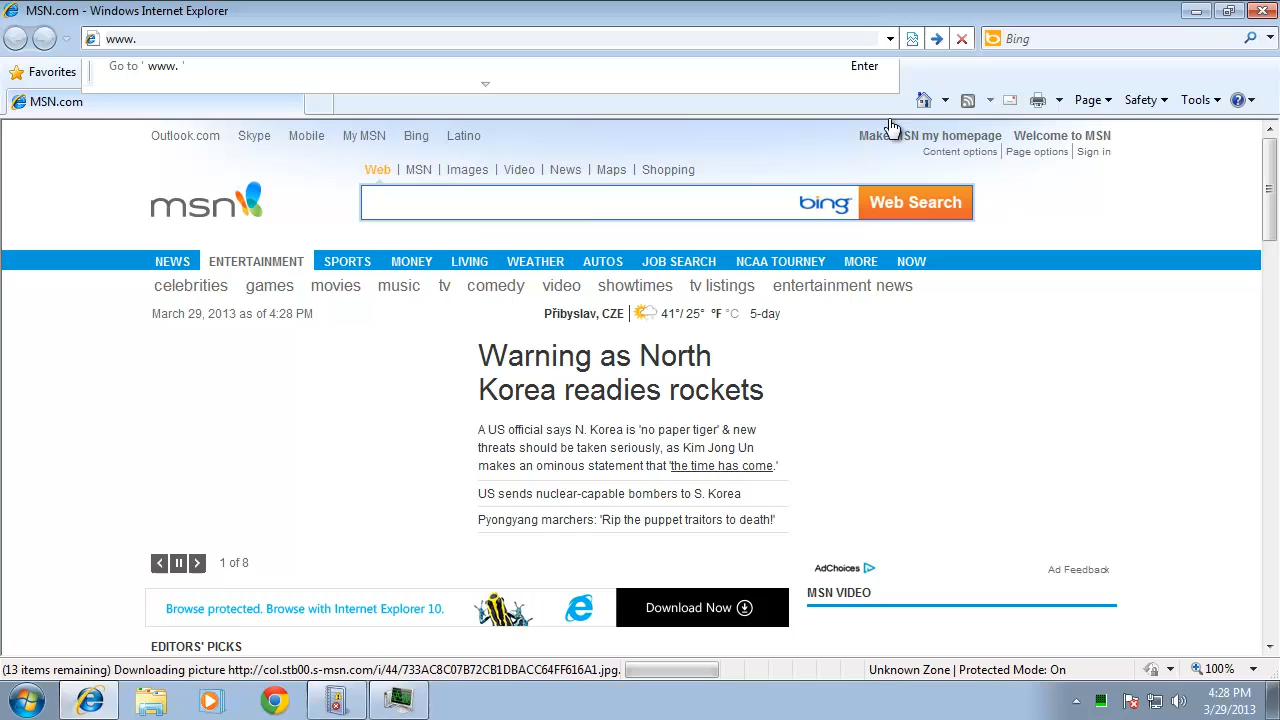 MSN.com - Windows Internet Explorer
www.
Bing
Go to ' www. '
Enter
Favorites
MSN.com
Page
Safety
Tools
Outlook.com Skype Mobile My MSN Bing Latino
MSN my homepage Welcome to MSN
Content options | Page options | Sign in
Web | MSN | Images | Video | News | Maps | Shopping
msn
bing
Web Search
NEWS ENTERTAINMENT SPORTS MONEY LIVING WEATHER AUTOS JOB SEARCH NCAA TOURNEY MORE NOW
celebrities games movies music tv comedy video showtimes tv listings entertainment news
March 29, 2013 as of 4:28 PM
Přibyslav, CZE | 41°/ 25° °F °C 5-day
Warning as North
Korea readies rockets
A US official says N. Korea is 'no paper tiger' & new
threats should be taken seriously, as Kim Jong Un
makes an ominous statement that 'the time has come.'
US sends nuclear-capable bombers to S. Korea
Pyongyang marchers: 'Rip the puppet traitors to death!'
1 of 8
AdChoices
Ad Feedback
Browse protected. Browse with Internet Explorer 10.
Download Now
MSN VIDEO
EDITORS' PICKS
(13 items remaining) Downloading picture http://col.stb00.s-msn.com/i/44/733AC8C07B72CB1DBACC64FF616A1.jpg.
Unknown Zone | Protected Mode: On
100%
4:28 PM
3/29/2013